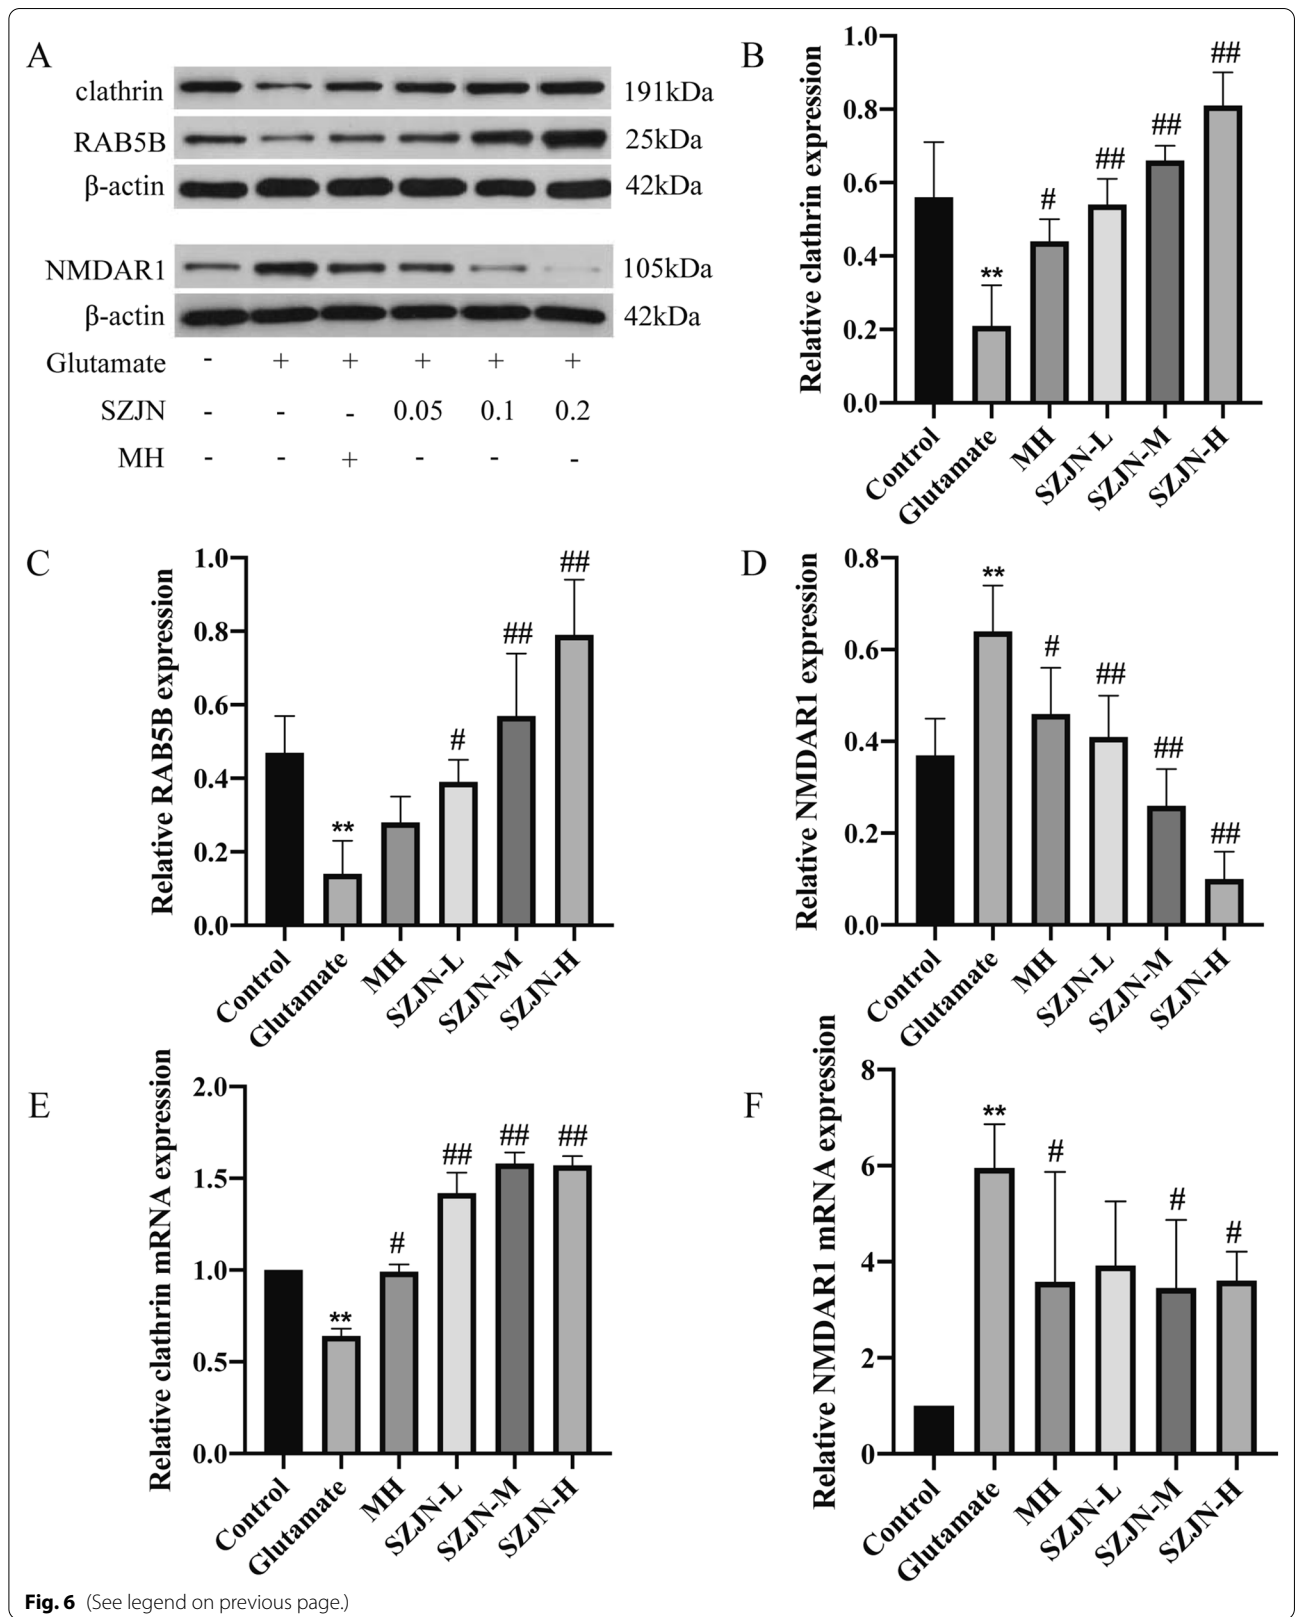 A
clathrin 191kDa
RAB5B 25kDa
β-actin 42kDa
NMDAR1 105kDa
β-actin 42kDa
Glutamate - + + + + +
SZJN - - - 0.05 0.1 0.2
MH - - + - - -
B
Relative clathrin expression
1.0
0.8
0.6
0.4
0.2
0.0
** # ## ## ##
Control Glutamate MH SZJN-L SZJN-M SZJN-H
C
Relative RAB5B expression
1.0
0.8
0.6
0.4
0.2
0.0
** # ## ##
Control Glutamate MH SZJN-L SZJN-M SZJN-H
D
Relative NMDAR1 expression
0.8
0.6
0.4
0.2
0.0
** # ## ## ##
Control Glutamate MH SZJN-L SZJN-M SZJN-H
E
Relative clathrin mRNA expression
2.0
1.5
1.0
0.5
0.0
** # ## ## ##
Control Glutamate MH SZJN-L SZJN-M SZJN-H
F
Relative NMDAR1 mRNA expression
8
6
4
2
0
** # # #
Control Glutamate MH SZJN-L SZJN-M SZJN-H
Fig. 6 (See legend on previous page.)